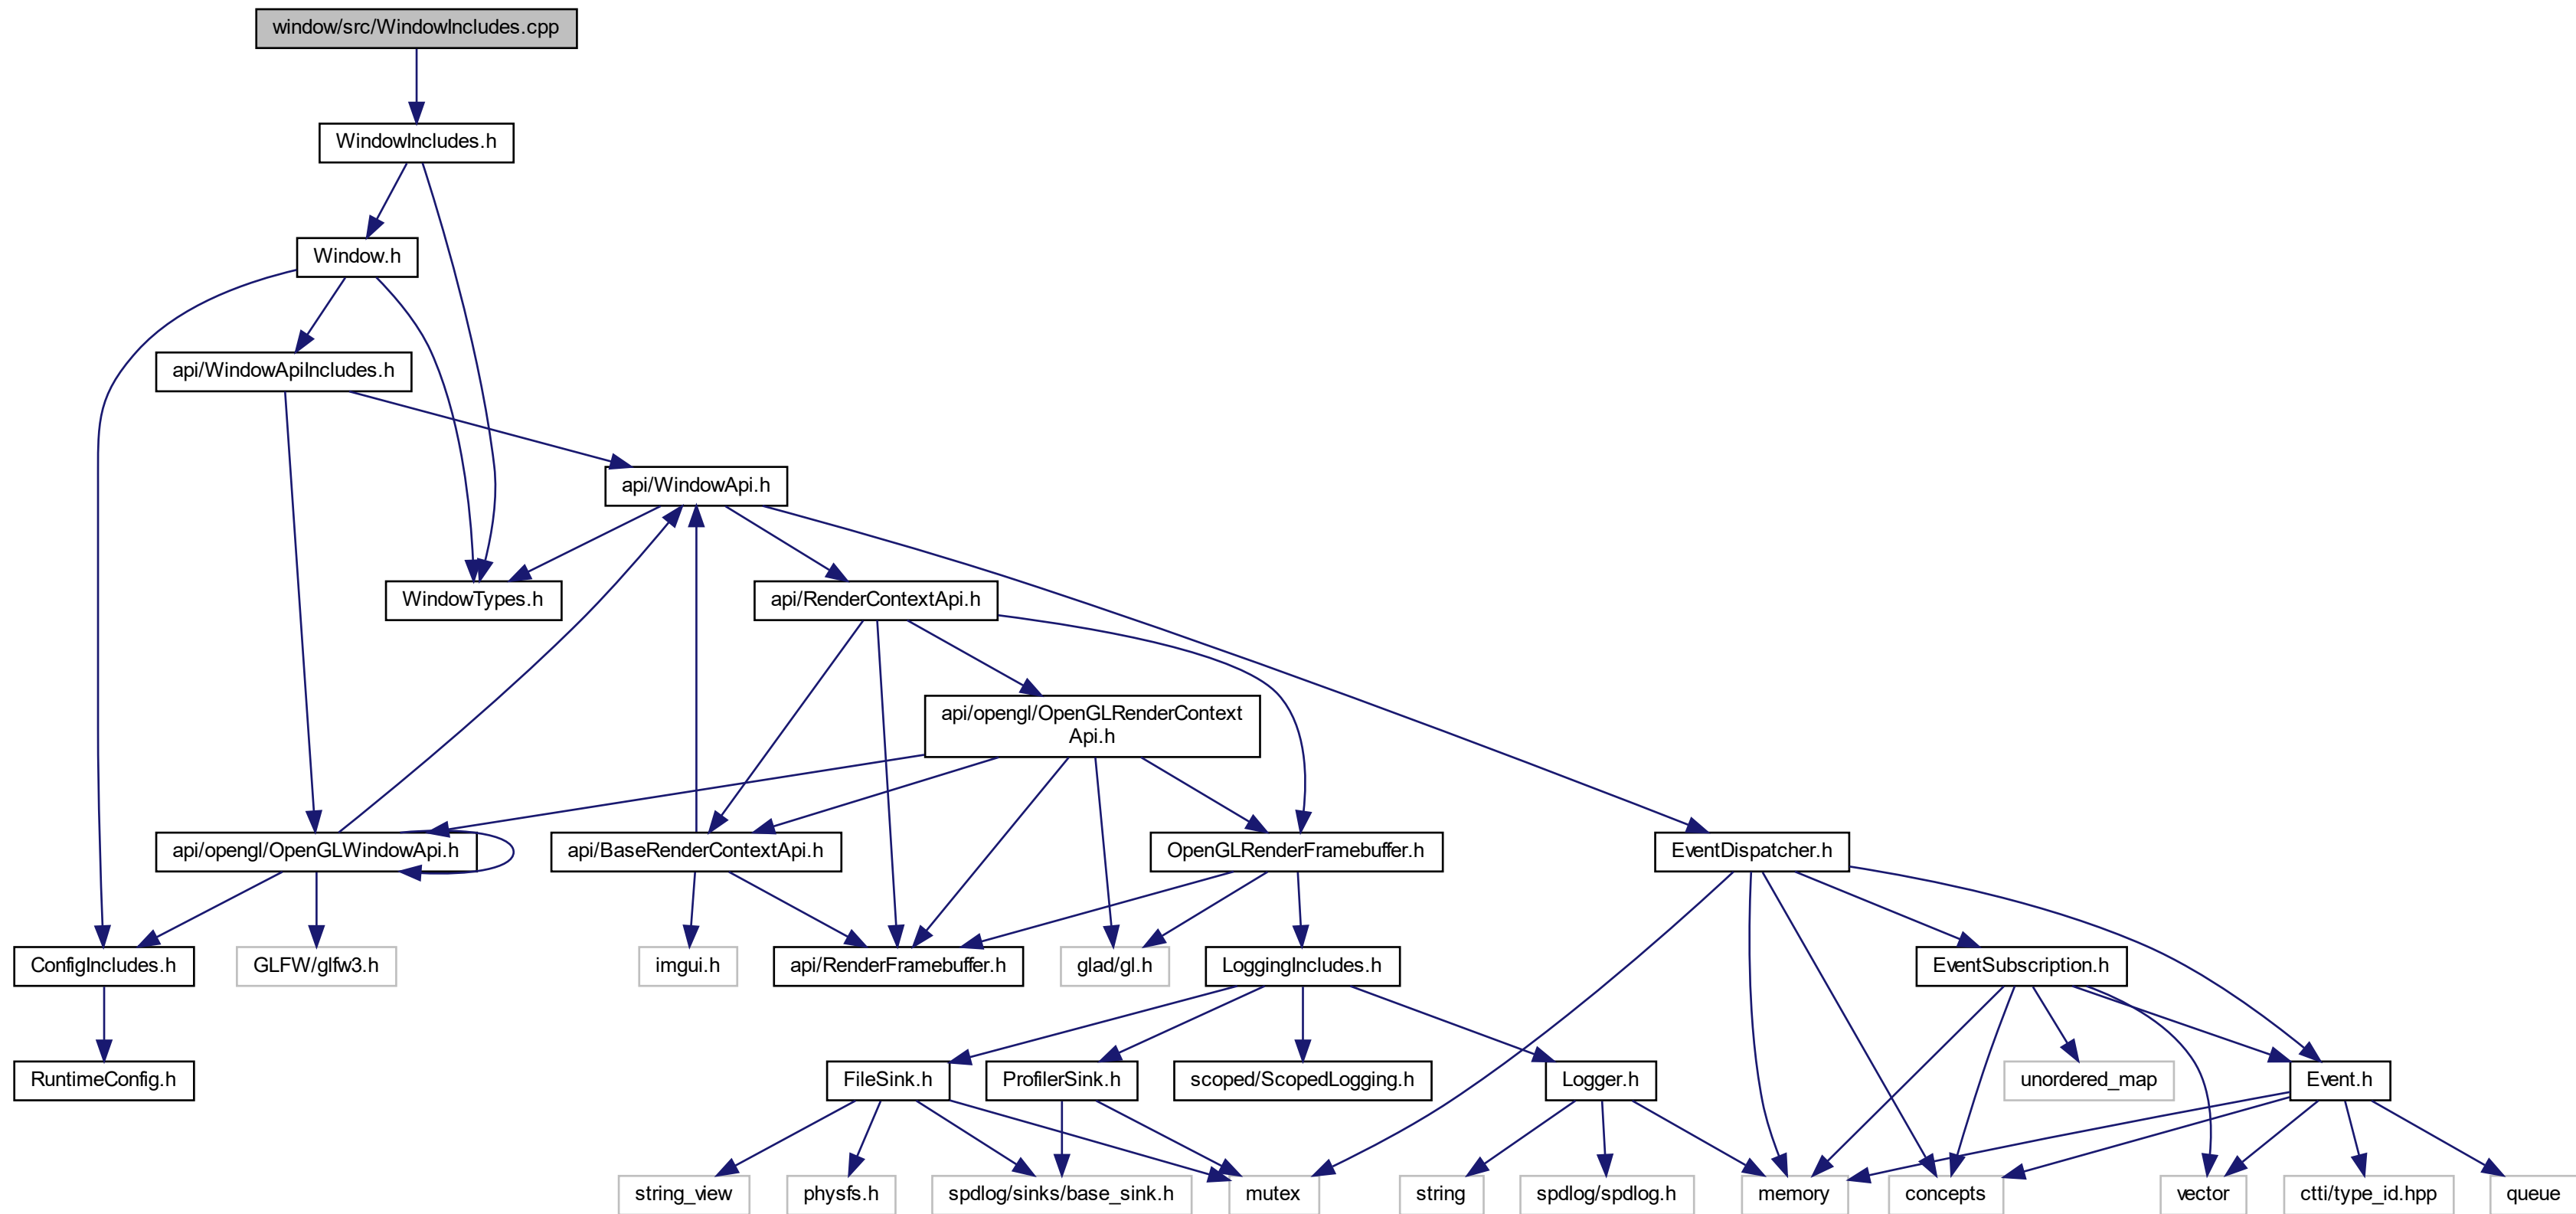 window/src/WindowIncludes.cpp
WindowIncludes.h
Window.h
api/WindowApiIncludes.h
api/WindowApi.h
WindowTypes.h
api/RenderContextApi.h
api/opengl/OpenGLRenderContext
Api.h
api/opengl/OpenGLWindowApi.h
api/BaseRenderContextApi.h
OpenGLRenderFramebuffer.h
EventDispatcher.h
ConfigIncludes.h
GLFW/glfw3.h
imgui.h
api/RenderFramebuffer.h
glad/gl.h
LoggingIncludes.h
EventSubscription.h
RuntimeConfig.h
FileSink.h
ProfilerSink.h
scoped/ScopedLogging.h
Logger.h
unordered_map
Event.h
string_view
physfs.h
spdlog/sinks/base_sink.h
mutex
string
spdlog/spdlog.h
memory
concepts
vector
ctti/type_id.hpp
queue